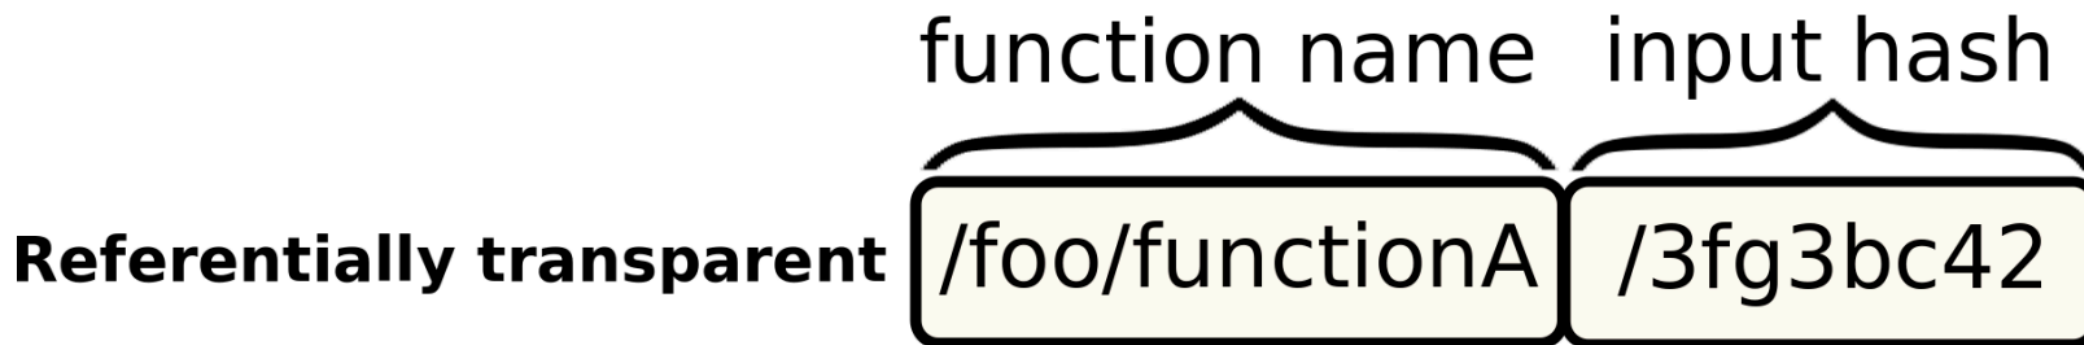 function name input hash
Referentially transparent /foo/functionA /3fg3bc42